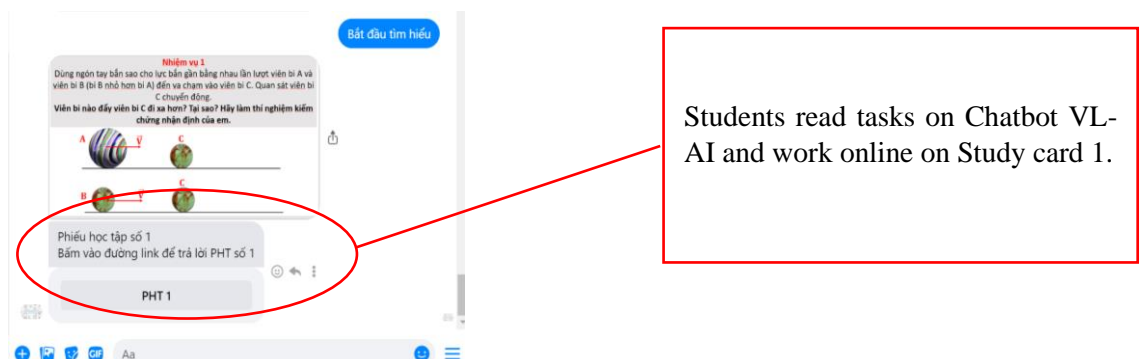 Bắt đầu tìm hiểu
Nhiệm vụ 1
Dùng ngón tay bắn sao cho lực bắn gần bằng nhau lần lượt viên bi A và
viên bi B (bi B nhỏ hơn bi A) đến va chạm vào viên bi C. Quan sát viên bi
C chuyển động.
Viên bi nào đẩy viên bi C đi xa hơn? Tại sao? Hãy làm thí nghiệm kiểm
chứng nhận định của em.
A V C
B V C
Phiếu học tập số 1
Bấm vào đường link để trả lời PHT số 1
PHT 1
GIF Aa
Students read tasks on Chatbot VL-
AI and work online on Study card 1.